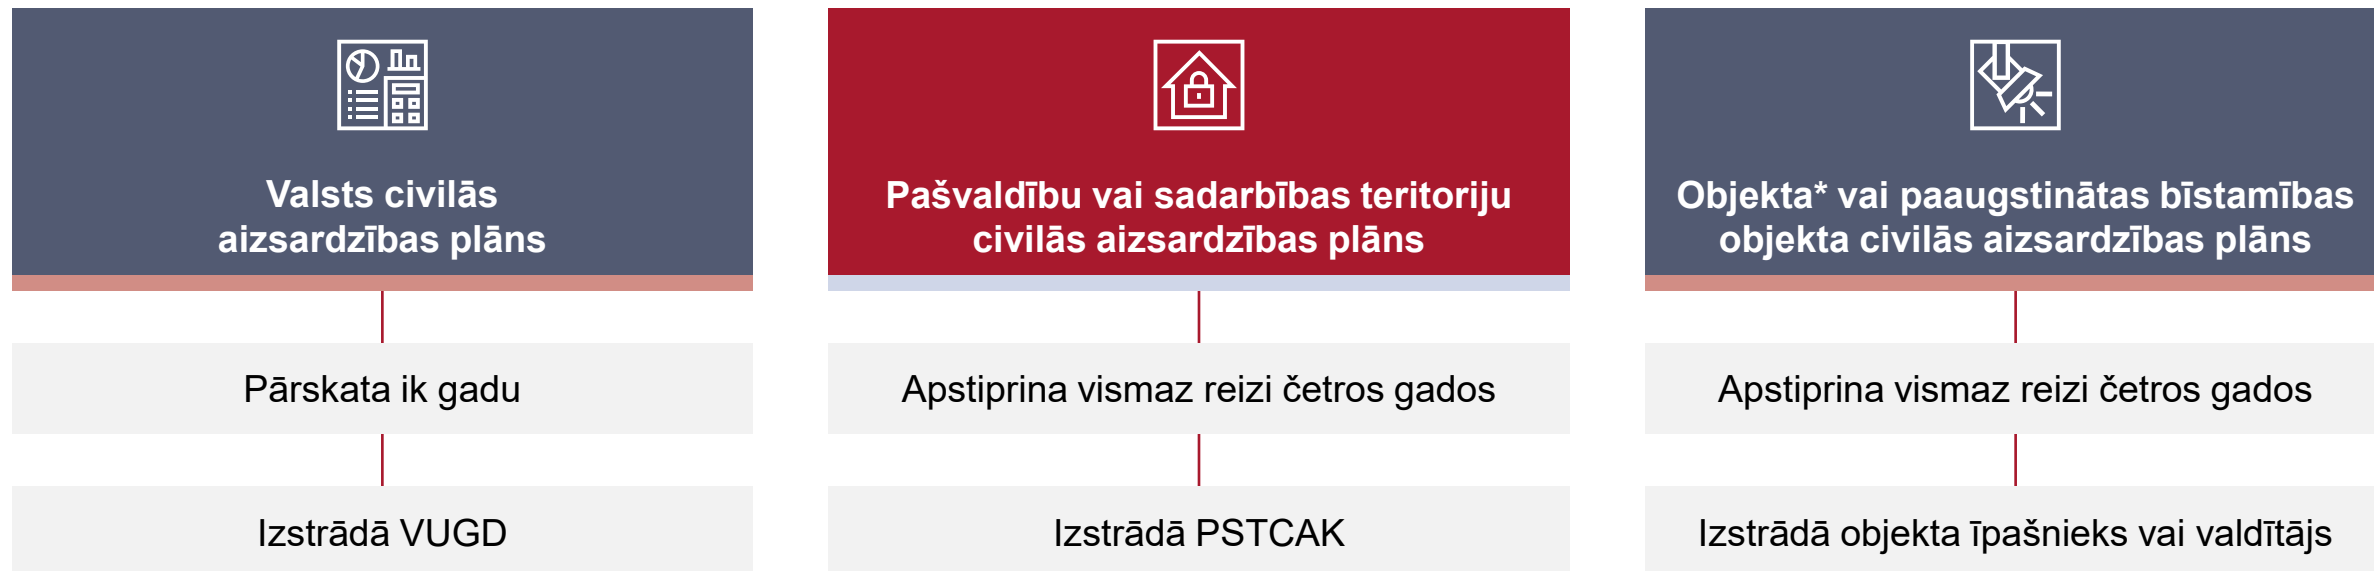 Valsts civilās
aizsardzības plāns
Pārskata ik gadu
Izstrādā VUGD
Pašvaldību vai sadarbības teritoriju
civilās aizsardzības plāns
Apstiprina vismaz reizi četros gados
Izstrādā PSTCAK
Objekta* vai paaugstinātas bīstamības
objekta civilās aizsardzības plāns
Apstiprina vismaz reizi četros gados
Izstrādā objekta īpašnieks vai valdītājs